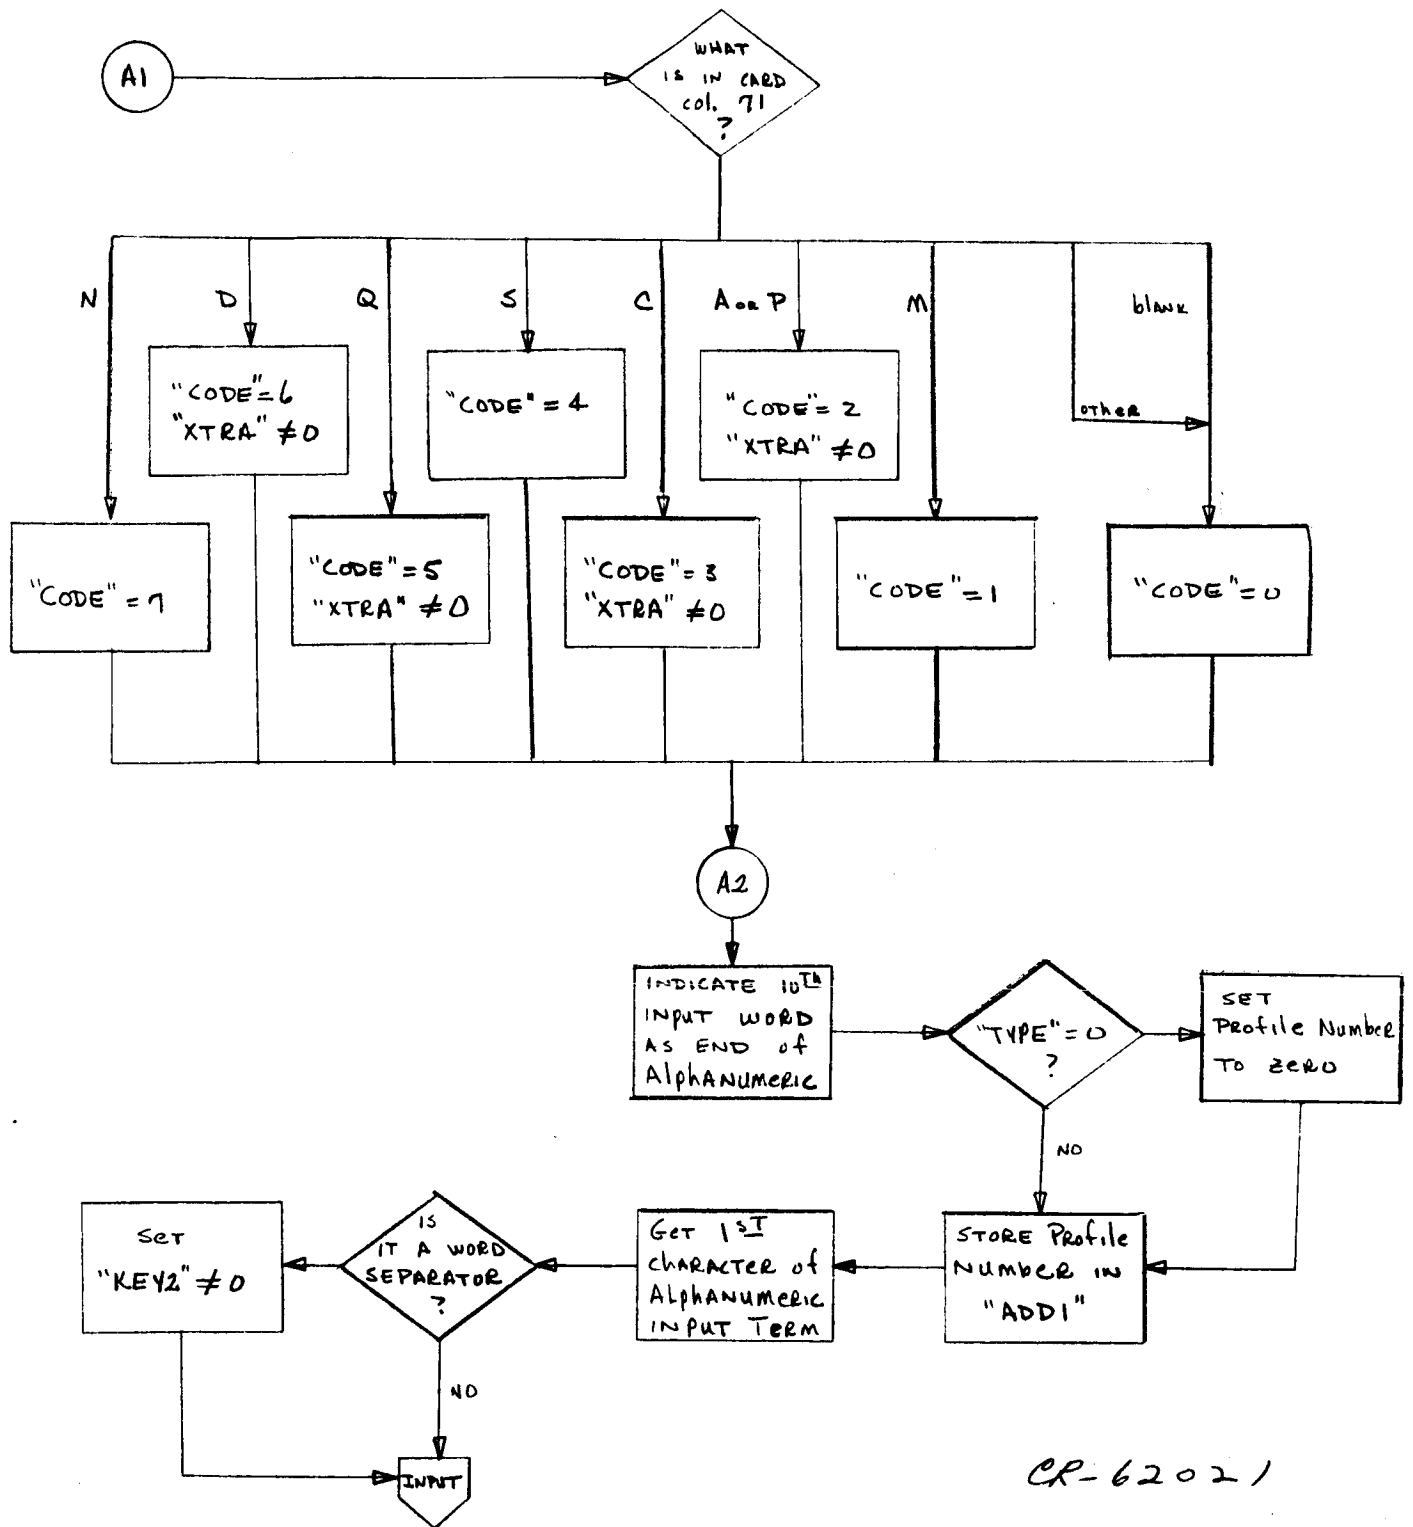 A1
WHAT
IS IN CARD
col. 71
?
N
D
Q
S
C
A or P
M
blANK
other
"CODE"=6
"XTRA" ≠0
"CODE" = 4
"CODE"= 2
"XTRA" ≠0
"CODE" = 7
"CODE" = 5
"XTRA" ≠0
"CODE" = 3
"XTRA" ≠0
"CODE" = 1
"CODE" = 0
A2
INDICATE 10TH
INPUT WORD
AS END of
AlphANUMERIC
"TYPE" = 0
?
SET
Profile Number
TO ZERO
NO
STORE Profile
Number IN
"ADD1"
GET 1ST
CHARACTER of
AlphANUMERIC
INPUT TERM
IS
IT A WORD
SEPARATOR
?
SET
"KEY2" ≠ 0
NO
INPUT
CR-62021